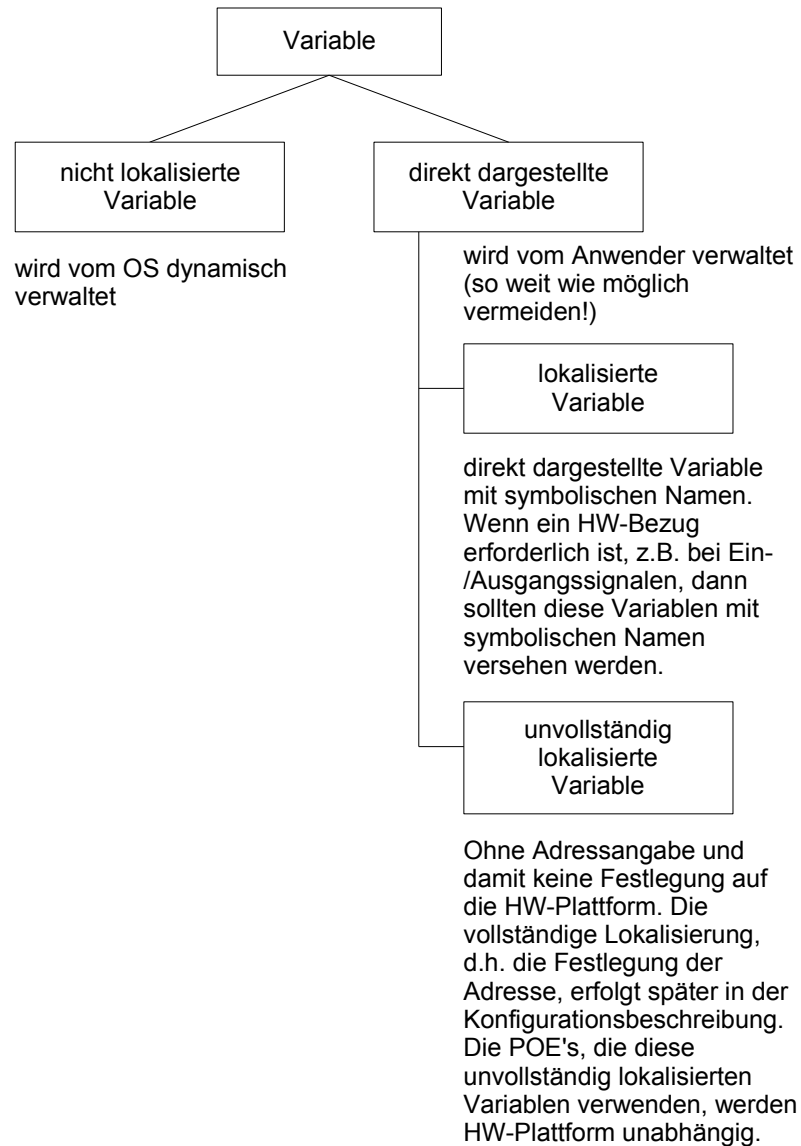 Variable
nicht lokalisierte
Variable
direkt dargestellte
Variable
wird vom OS dynamisch
verwaltet
wird vom Anwender verwaltet
(so weit wie möglich
vermeiden!)
lokalisierte
Variable
direkt dargestellte Variable
mit symbolischen Namen.
Wenn ein HW-Bezug
erforderlich ist, z.B. bei Ein-
/Ausgangssignalen, dann
sollten diese Variablen mit
symbolischen Namen
versehen werden.
unvollständig
lokalisierte
Variable
Ohne Adressangabe und
damit keine Festlegung auf
die HW-Plattform. Die
vollständige Lokalisierung,
d.h. die Festlegung der
Adresse, erfolgt später in der
Konfigurationsbeschreibung.
Die POE's, die diese
unvollständig lokalisierten
Variablen verwenden, werden
HW-Plattform unabhängig.